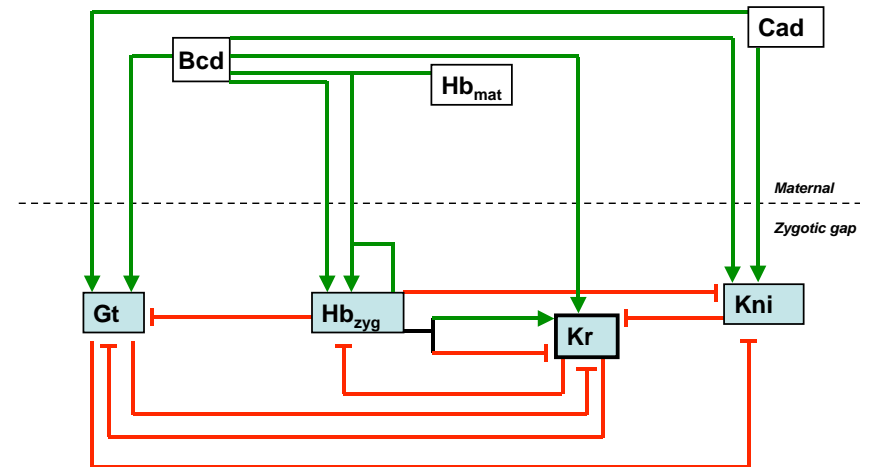 Cad
Bcd
Hbmat
Maternal
Zygotic gap
Gt
Hbzyg
Kr
Kni